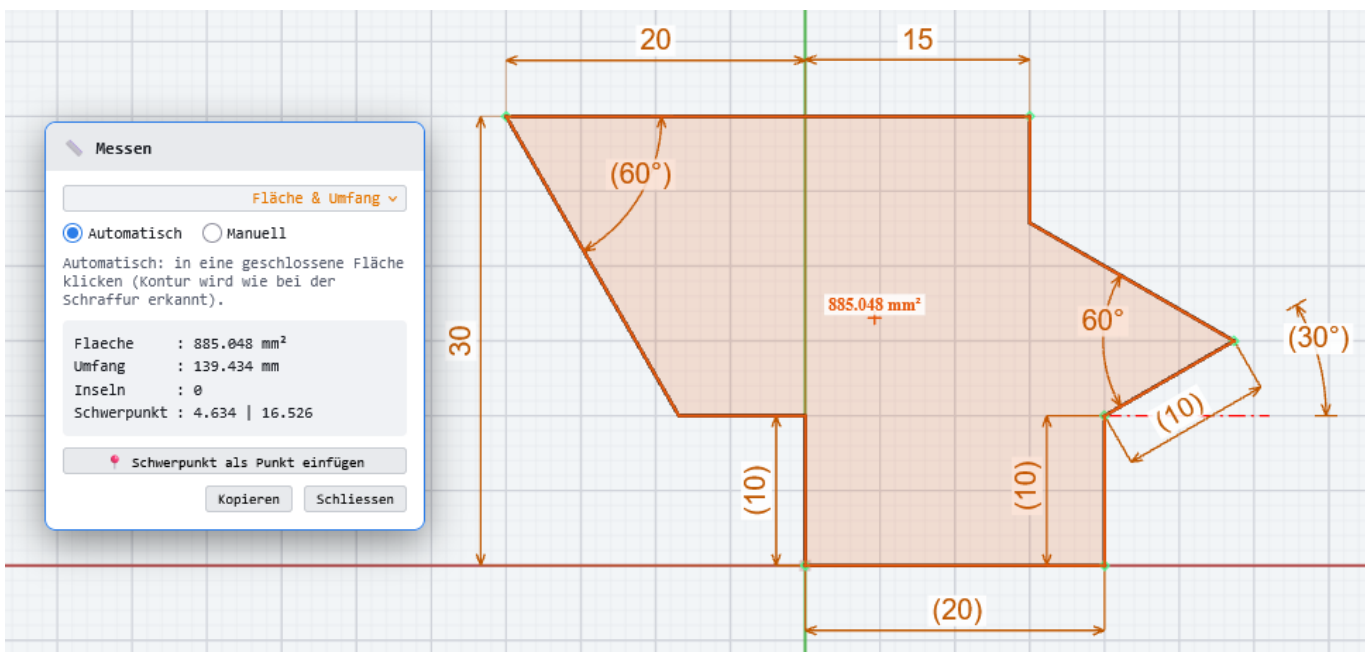 Messen
Fläche & Umfang
Automatisch Manuell
Automatisch: in eine geschlossene Fläche
klicken (Kontur wird wie bei der
Schraffur erkannt).
Flaeche : 885.048 mm²
Umfang : 139.434 mm
Inseln : 0
Schwerpunkt : 4.634 | 16.526
Schwerpunkt als Punkt einfügen
Kopieren Schliessen
20
15
(60°)
885.048 mm²
60°
(30°)
30
(10)
(10)
(10)
(20)